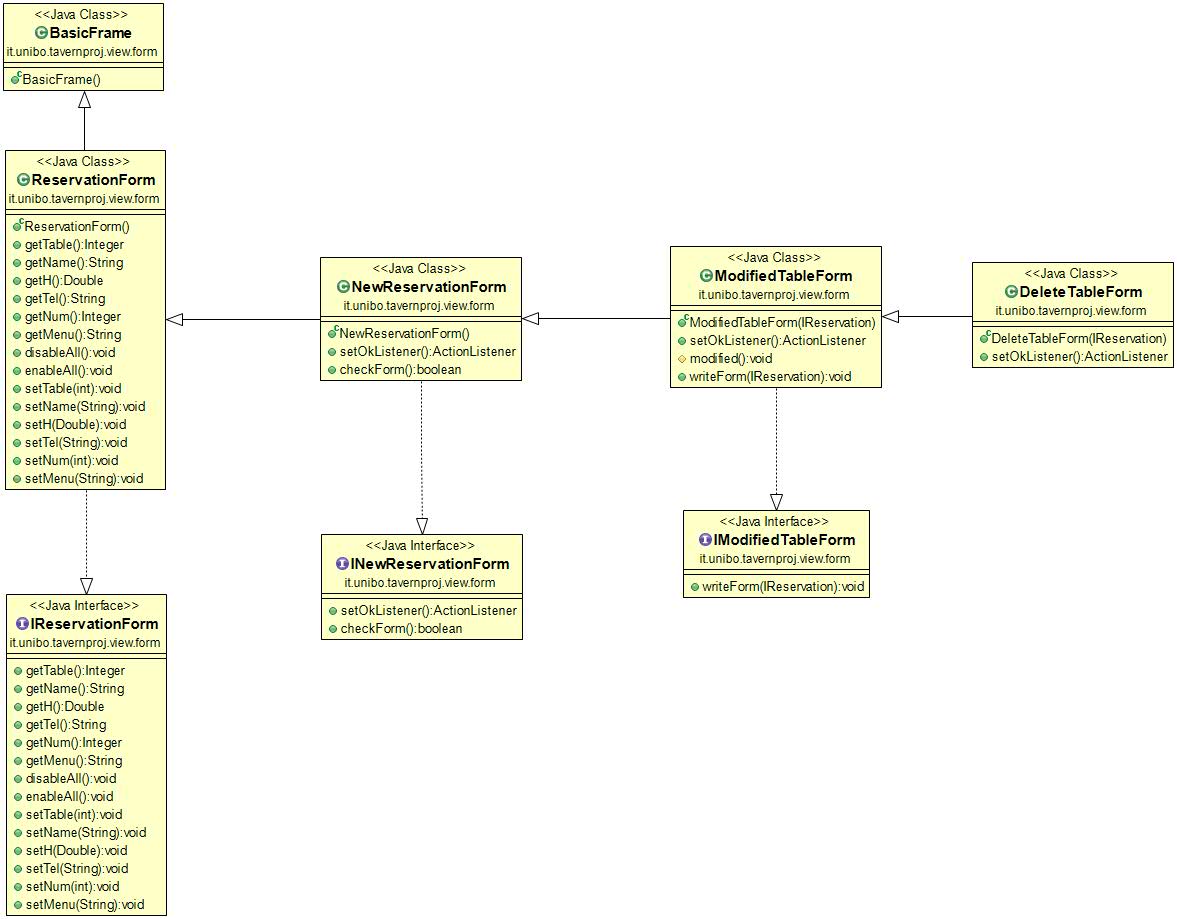 <<Java Class>>
BasicFrame
it.unibo.tavernproj.view.form
BasicFrame()
<<Java Class>>
ReservationForm
it.unibo.tavernproj.view.form
ReservationForm()
getTable():Integer
getName():String
getH():Double
getTel():String
getNum():Integer
getMenu():String
disableAll():void
enableAll():void
setTable(int):void
setName(String):void
setH(Double):void
setTel(String):void
setNum(int):void
setMenu(String):void
<<Java Class>>
NewReservationForm
it.unibo.tavernproj.view.form
NewReservationForm()
setOkListener():ActionListener
checkForm():boolean
<<Java Class>>
ModifiedTableForm
it.unibo.tavernproj.view.form
ModifiedTableForm(IReservation)
setOkListener():ActionListener
modified():void
writeForm(IReservation):void
<<Java Class>>
DeleteTableForm
it.unibo.tavernproj.view.form
DeleteTableForm(IReservation)
setOkListener():ActionListener
<<Java Interface>>
IReservationForm
it.unibo.tavernproj.view.form
getTable():Integer
getName():String
getH():Double
getTel():String
getNum():Integer
getMenu():String
disableAll():void
enableAll():void
setTable(int):void
setName(String):void
setH(Double):void
setTel(String):void
setNum(int):void
setMenu(String):void
<<Java Interface>>
INewReservationForm
it.unibo.tavernproj.view.form
setOkListener():ActionListener
checkForm():boolean
<<Java Interface>>
IModifiedTableForm
it.unibo.tavernproj.view.form
writeForm(IReservation):void